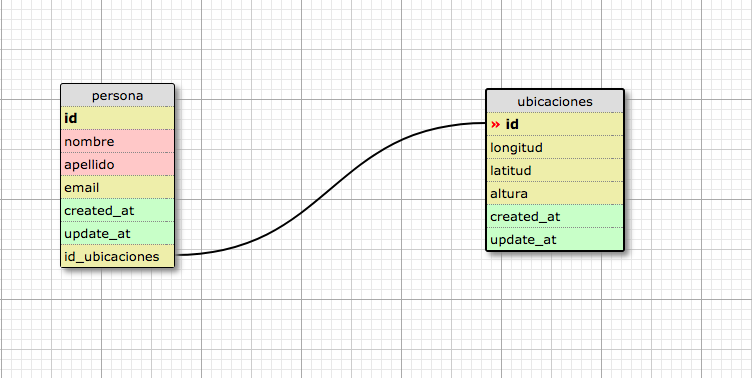 persona
id
nombre
apellido
email
created_at
update_at
id_ubicaciones
ubicaciones
» id
longitud
latitud
altura
created_at
update_at